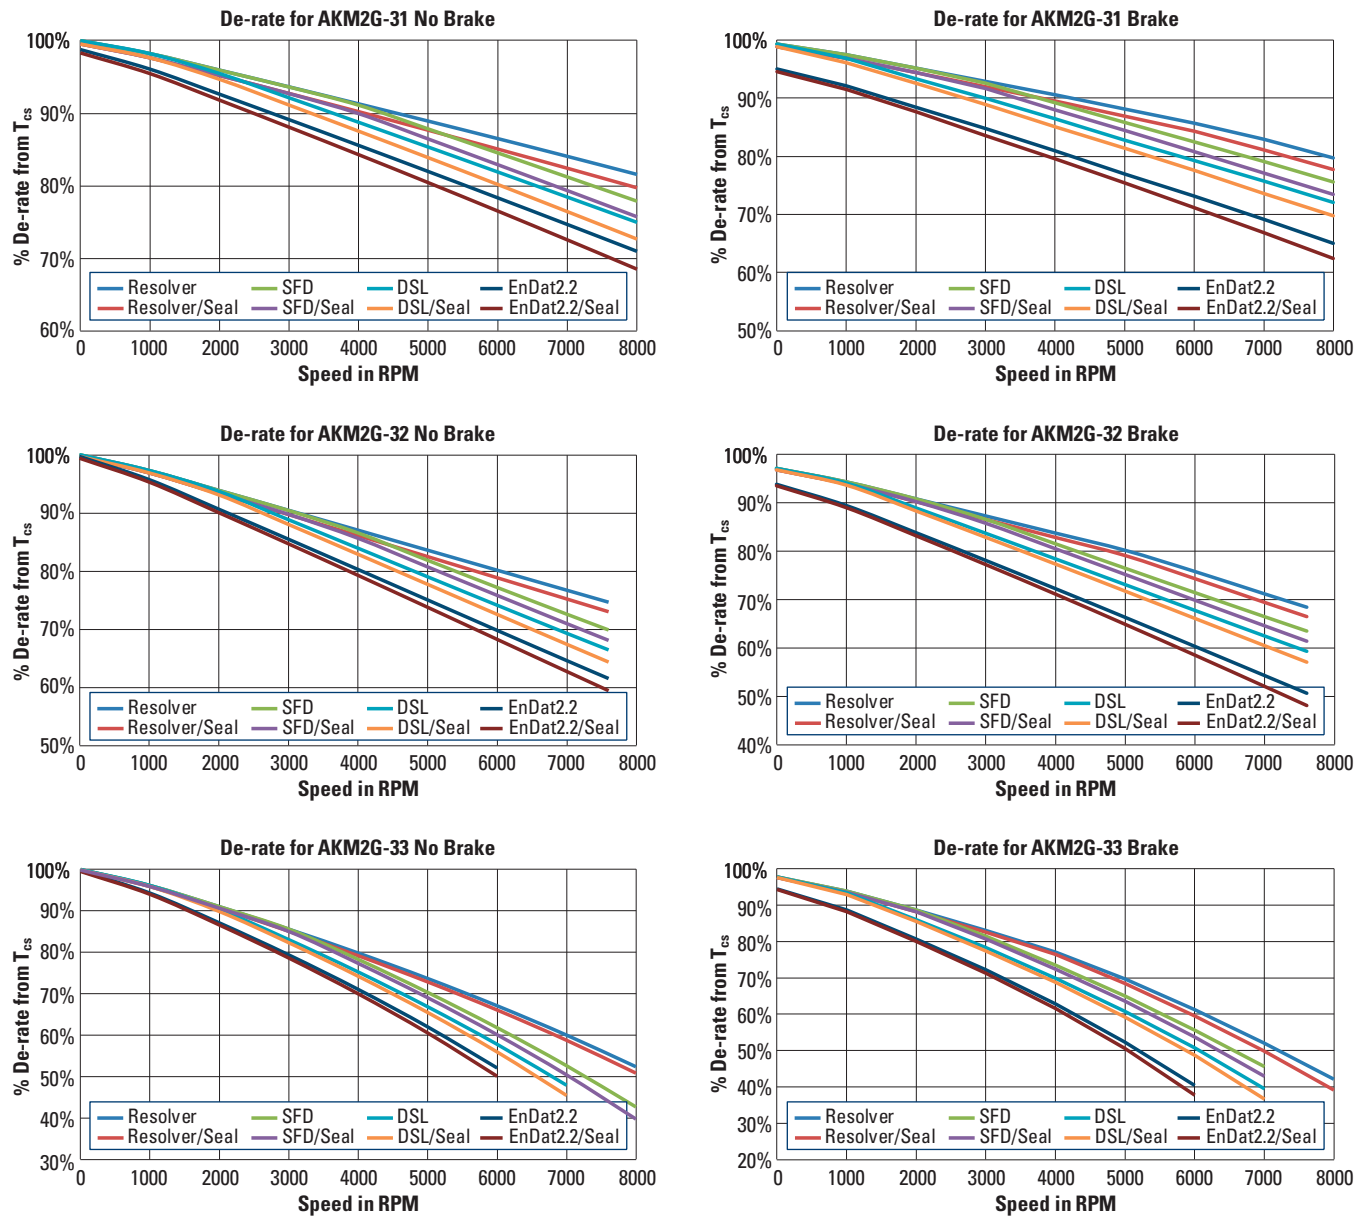 De-rate for AKM2G-31 No Brake
% De-rate from Tcs
100%
90%
80%
70%
60%
Resolver SFD DSL EnDat2.2
Resolver/Seal SFD/Seal DSL/Seal EnDat2.2/Seal
0 1000 2000 3000 4000 5000 6000 7000 8000
Speed in RPM
De-rate for AKM2G-31 Brake
% De-rate from Tcs
100%
90%
80%
70%
60%
50%
Resolver SFD DSL EnDat2.2
Resolver/Seal SFD/Seal DSL/Seal EnDat2.2/Seal
0 1000 2000 3000 4000 5000 6000 7000 8000
Speed in RPM
De-rate for AKM2G-32 No Brake
% De-rate from Tcs
100%
90%
80%
70%
60%
50%
Resolver SFD DSL EnDat2.2
Resolver/Seal SFD/Seal DSL/Seal EnDat2.2/Seal
0 1000 2000 3000 4000 5000 6000 7000 8000
Speed in RPM
De-rate for AKM2G-32 Brake
% De-rate from Tcs
100%
90%
80%
70%
60%
50%
40%
Resolver SFD DSL EnDat2.2
Resolver/Seal SFD/Seal DSL/Seal EnDat2.2/Seal
0 1000 2000 3000 4000 5000 6000 7000 8000
Speed in RPM
De-rate for AKM2G-33 No Brake
% De-rate from Tcs
100%
90%
80%
70%
60%
50%
40%
30%
Resolver SFD DSL EnDat2.2
Resolver/Seal SFD/Seal DSL/Seal EnDat2.2/Seal
0 1000 2000 3000 4000 5000 6000 7000 8000
Speed in RPM
De-rate for AKM2G-33 Brake
% De-rate from Tcs
100%
90%
80%
70%
60%
50%
40%
30%
20%
Resolver SFD DSL EnDat2.2
Resolver/Seal SFD/Seal DSL/Seal EnDat2.2/Seal
0 1000 2000 3000 4000 5000 6000 7000 8000
Speed in RPM